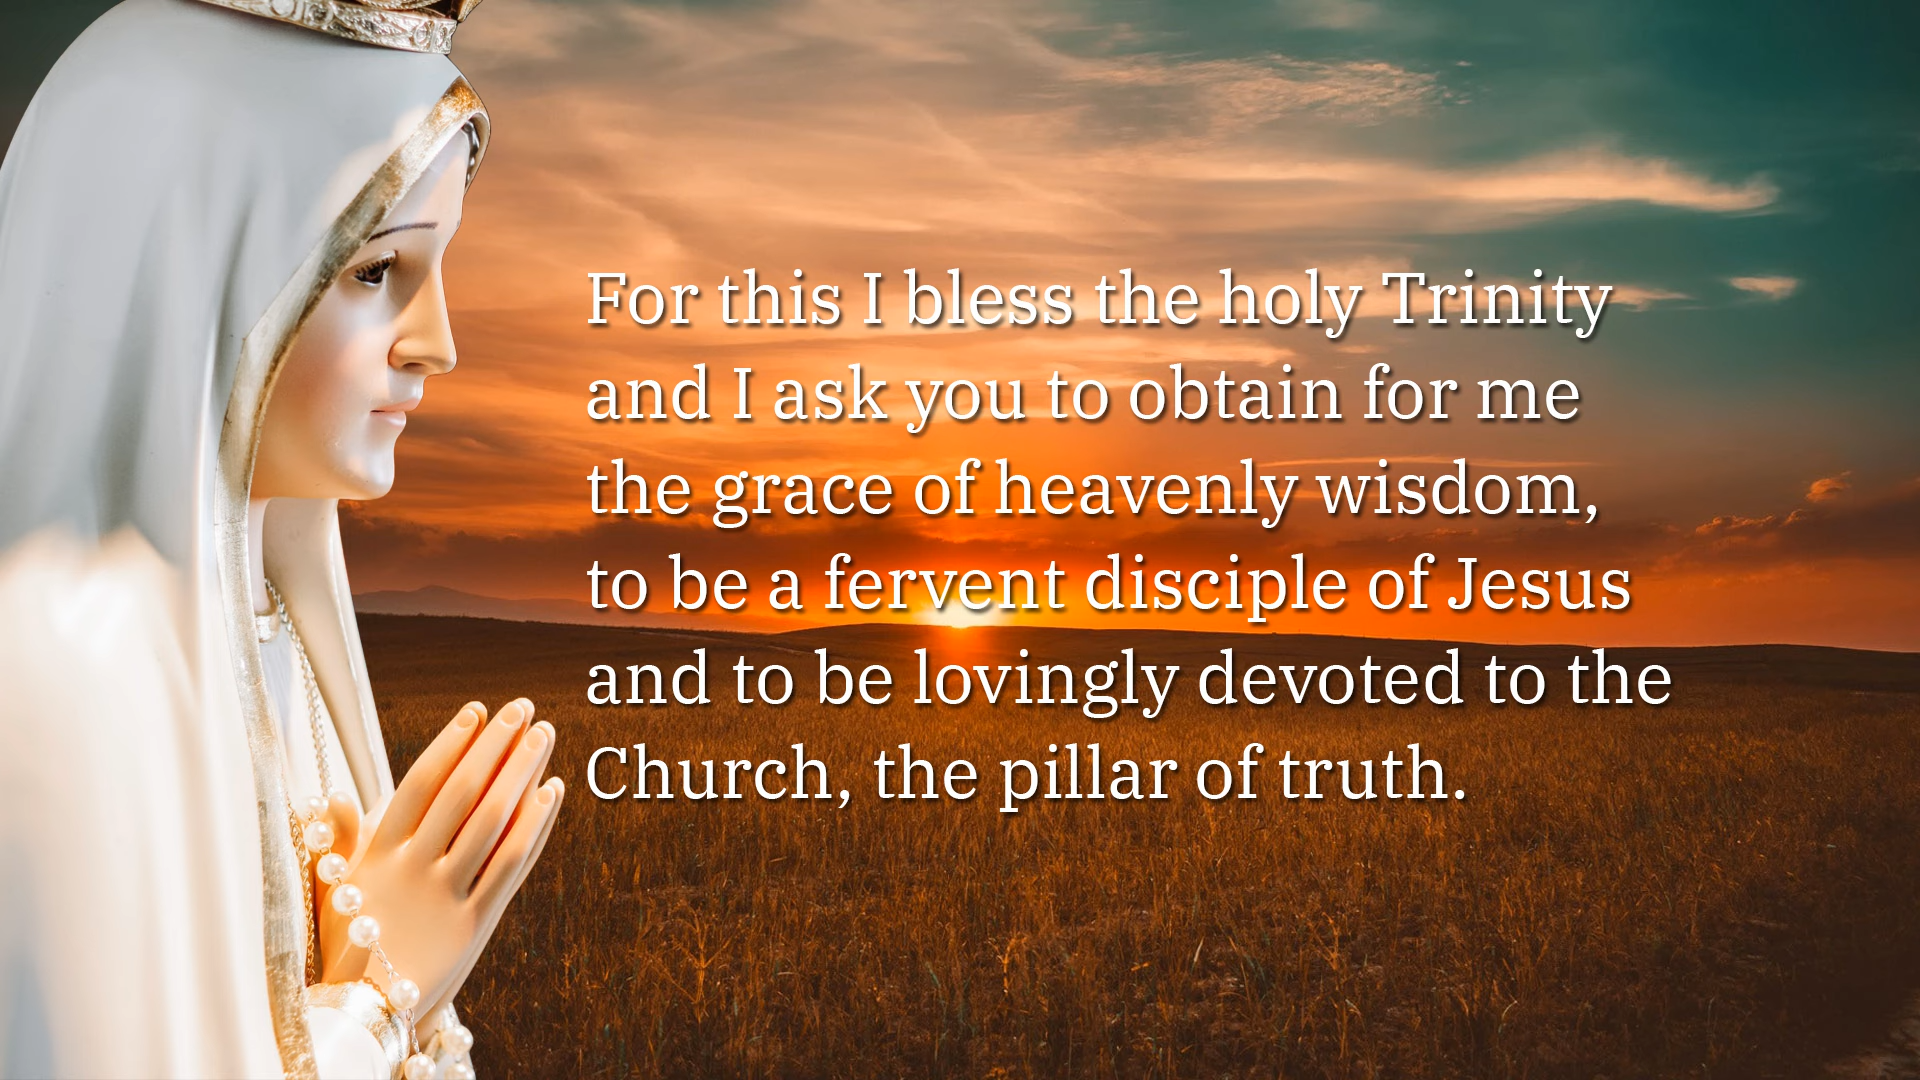 For this I bless the holy Trinity
and I ask you to obtain for me
the grace of heavenly wisdom,
to be a fervent disciple of Jesus
and to be lovingly devoted to the
Church, the pillar of truth.